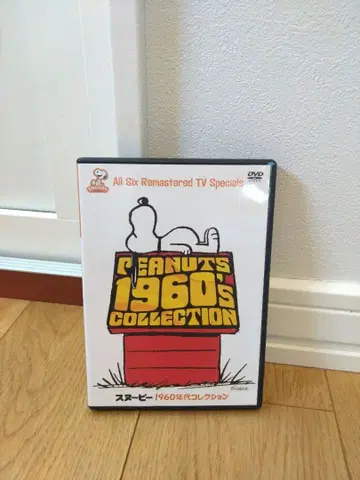 All Six Remastered TV Specials
DVD
PEANUTS
1960's
COLLECTION
スヌーピー 1960年代コレクション